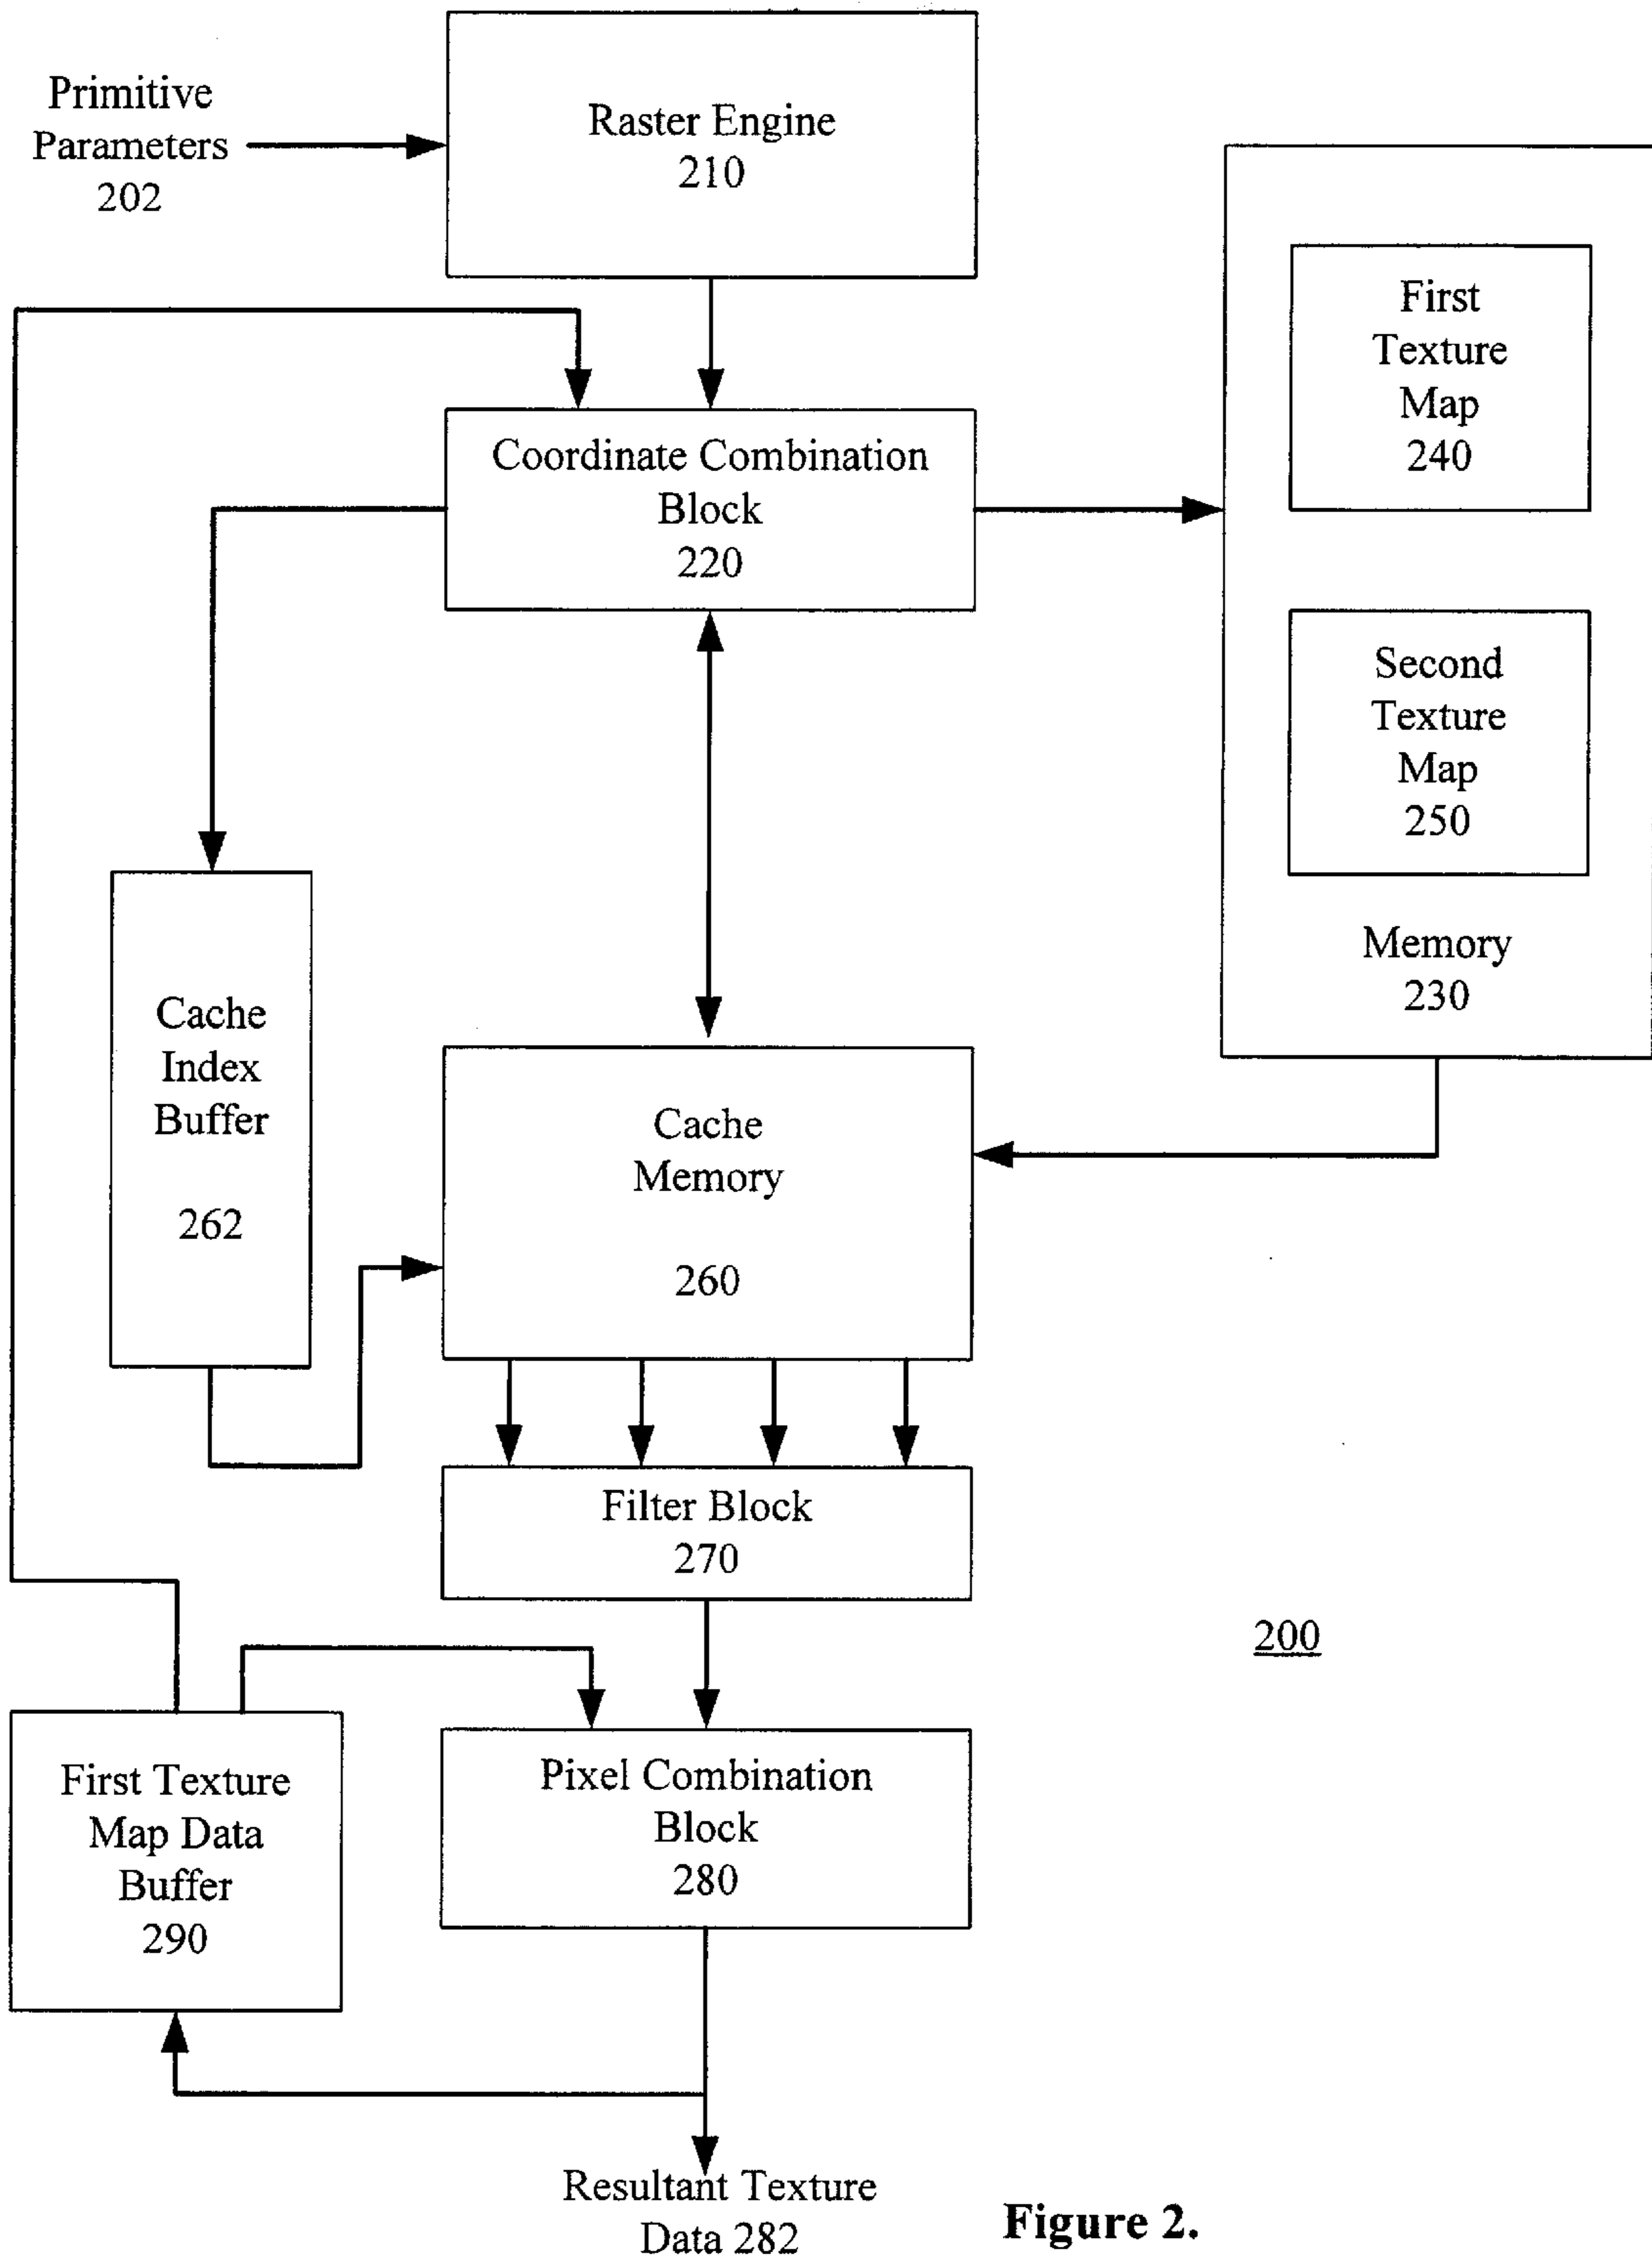 Primitive
Parameters
202
Raster Engine
210
First
Texture
Map
240
Coordinate Combination
Block
220
Second
Texture
Map
250
Memory
230
Cache
Index
Buffer
262
Cache
Memory
260
Filter Block
270
200
First Texture
Map Data
Buffer
290
Pixel Combination
Block
280
Resultant Texture
Data 282
Figure 2.